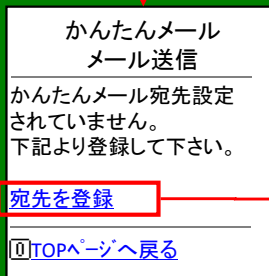 かんたんメール
メール送信
かんたんメール宛先設定
されていません。
下記より登録して下さい。
宛先を登録
0TOPﾍﾟｰｼﾞへ戻る